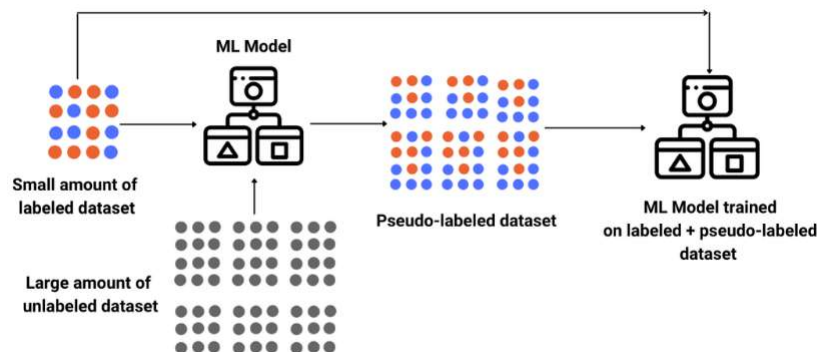 ML Model
Small amount of
labeled dataset
Pseudo-labeled dataset
ML Model trained
on labeled + pseudo-labeled
dataset
Large amount of
unlabeled dataset